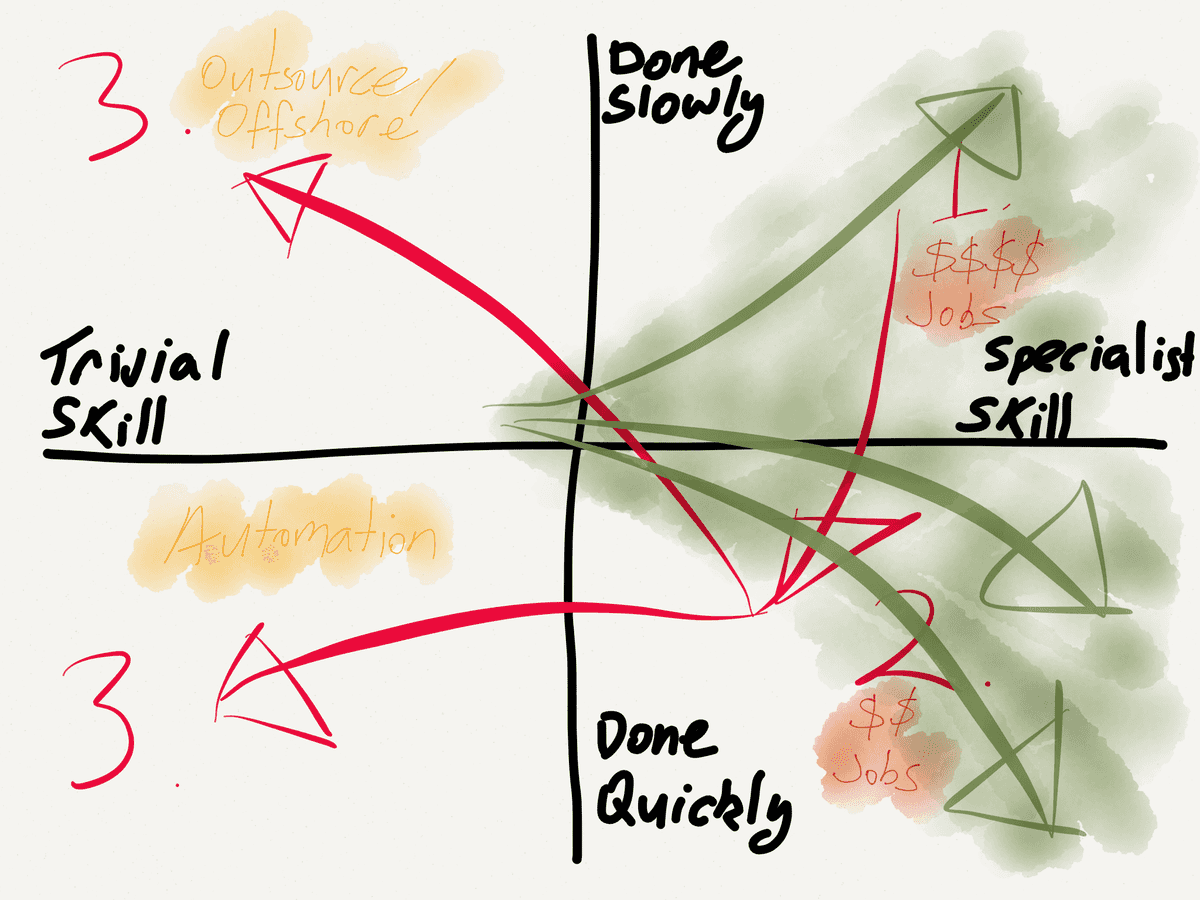 3.
Outsource/
Offshore
Done
Slowly
1.
$$$$
Jobs
Trivial
Skill
Specialist
Skill
Automation
2.
$$
Jobs
3.
Done
Quickly